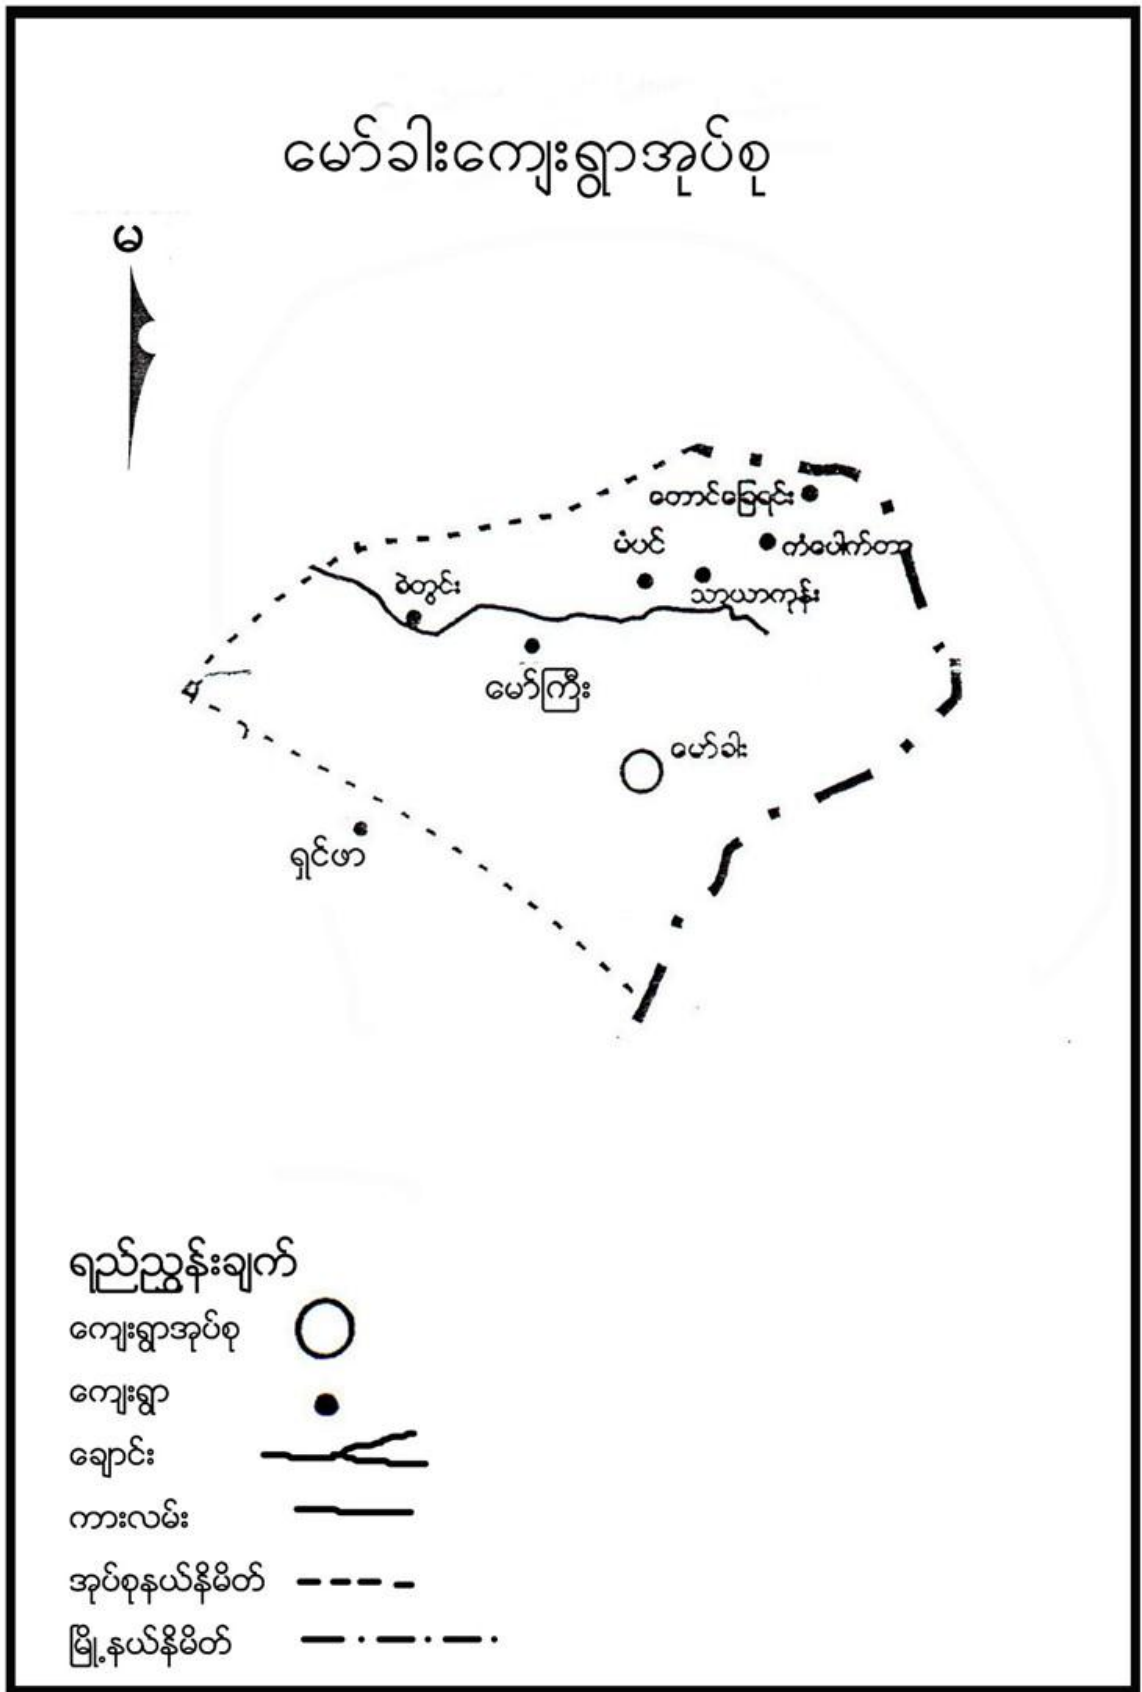 မော်ခါးကျေးရွာအုပ်စု
မ
တောင်ခြေရင်း
မံပင်
ကံပေါက်တာ
ခဲတွင်း
သာယာကုန်း
မော်ကြီး
မော်ခါး
ရှင်ဖာ
ရည်ညွှန်းချက်
ကျေးရွာအုပ်စု
ကျေးရွာ
ချောင်း
ကားလမ်း
အုပ်စုနယ်နိမိတ်
မြို့နယ်နိမိတ်